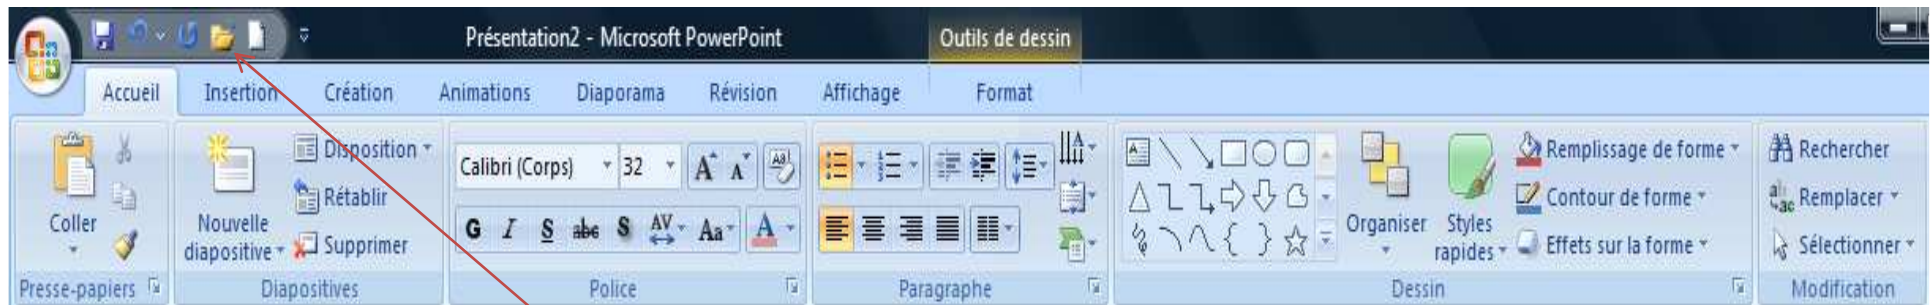 Présentation2 - Microsoft PowerPoint
Outils de dessin
Accueil
Insertion
Création
Animations
Diaporama
Révision
Affichage
Format
Coller
Presse-papiers
Nouvelle
diapositive
Disposition
Rétablir
Supprimer
Diapositives
Calibri (Corps)
32
A A Aa
G I S abc S AV Aa A
Police
A
Paragraphe
A
Organiser
Styles
rapides
Remplissage de forme
Contour de forme
Effets sur la forme
Dessin
Rechercher
Remplacer
Sélectionner
Modification